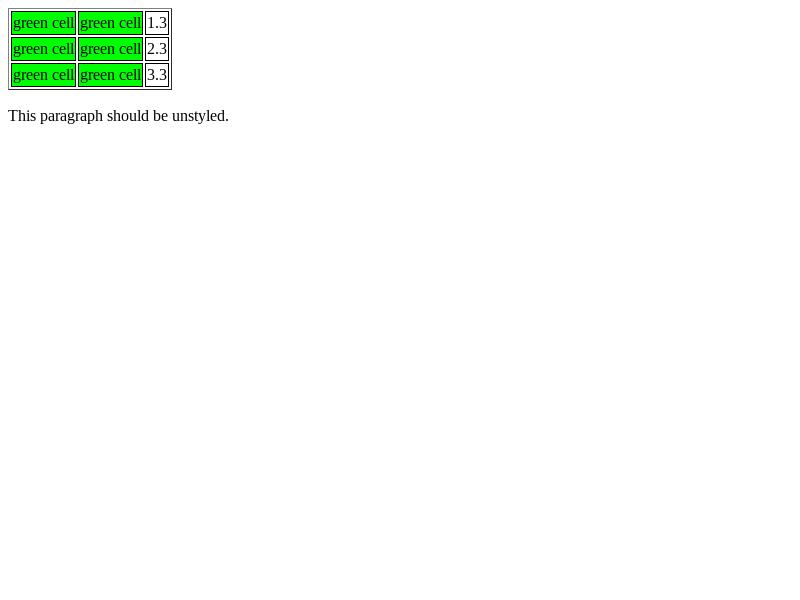 green cell green cell 1.3
green cell green cell 2.3
green cell green cell 3.3
This paragraph should be unstyled.